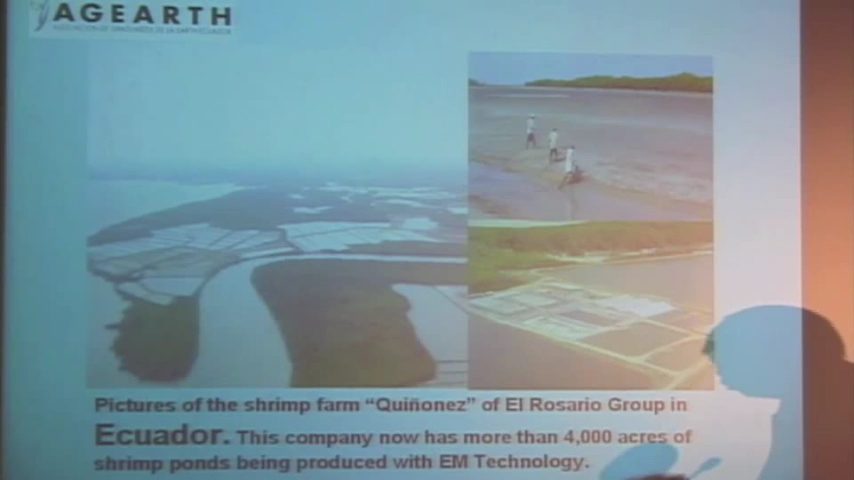 AGEARTH
Pictures of the shrimp farm “Quiñonez” of El Rosario Group in
Ecuador. This company now has more than 4,000 acres of
shrimp ponds being produced with EM Technology.